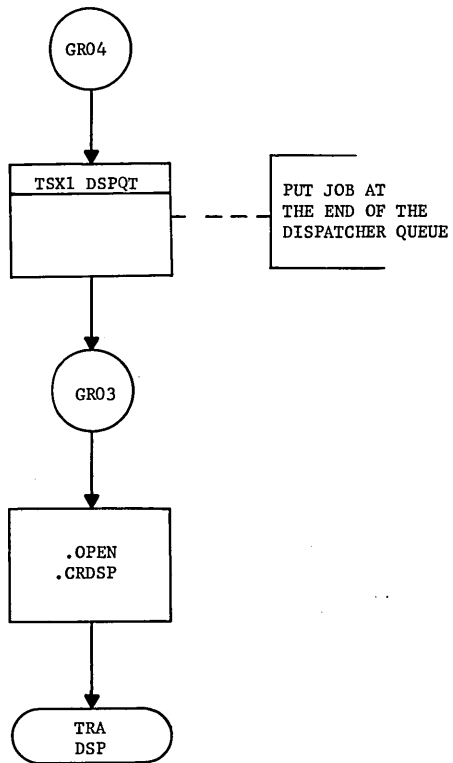 GR04
TSX1 DSPQT
PUT JOB AT
THE END OF THE
DISPATCHER QUEUE
GR03
.OPEN
.CRDSP
TRA
DSP